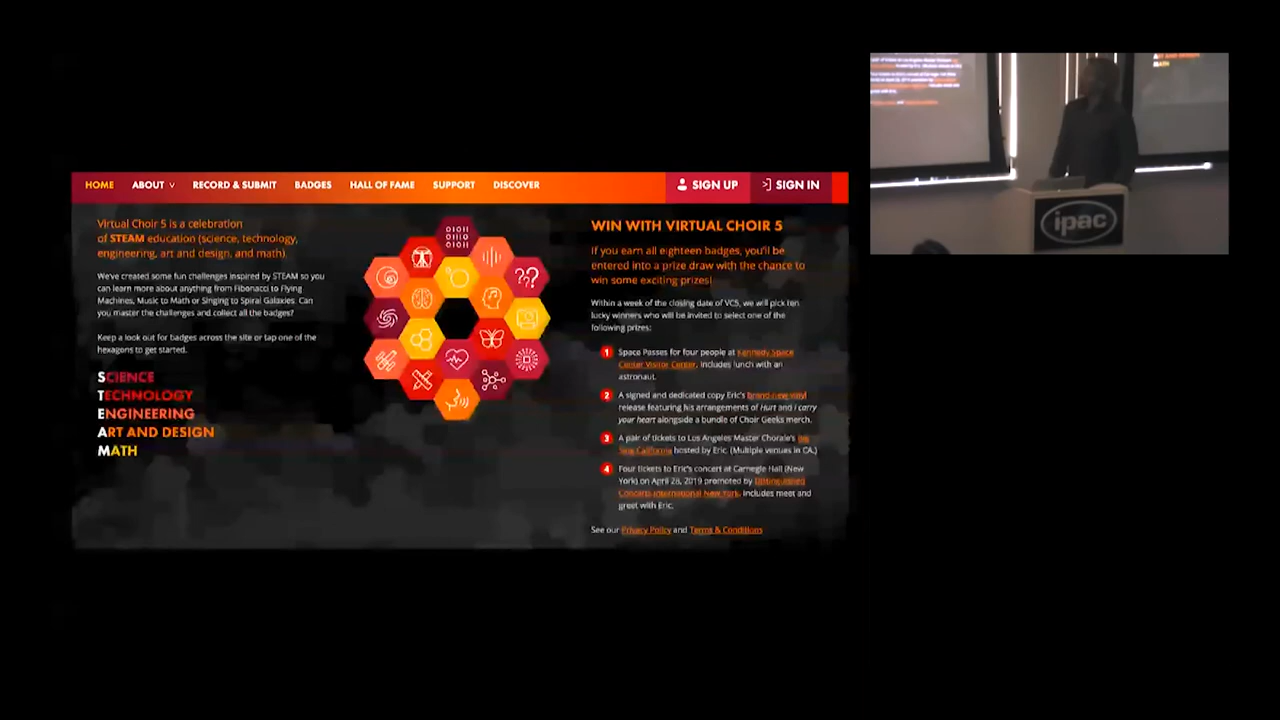 HOME ABOUT RECORD & SUBMIT BADGES HALL OF FAME SUPPORT DISCOVER SIGN UP SIGN IN
Virtual Choir 5 is a celebration
of STEAM education (science, technology,
engineering, art and design, and math).
We've created some fun challenges inspired by STEAM so you
can learn more about anything from Fibonacci to Flying
Machines, Music to Math or Singing to Spiral Galaxies. Can
you master the challenges and collect all the badges?
Keep a look out for badges across the site or tap one of the
hexagons to get started.
SCIENCE
TECHNOLOGY
ENGINEERING
ART AND DESIGN
MATH
WIN WITH VIRTUAL CHOIR 5
If you earn all eighteen badges, you'll be
entered into a prize draw with the chance to
win some exciting prizes!
Within a week of the closing date of VC5, we will pick ten
lucky winners who will be invited to select one of the
following prizes:
1 Space Passes for four people at Kennedy Space
Center Visitor Center. Includes lunch with an
astronaut.
2 A signed and dedicated copy Eric's brand-new vinyl
release featuring his arrangements of Hurt and i carry
your heart alongside a bundle of Choir Geeks merch.
3 A pair of tickets to Los Angeles Master Chorale's Big
Sing California hosted by Eric. (Multiple venues in CA.)
4 Four tickets to Eric's concert at Carnegie Hall (New
York) on April 28, 2019 promoted by Distinguished
Concerts International New York. Includes meet and
greet with Eric.
See our Privacy Policy and Terms & Conditions
ART AND DESIGN
MATH
ipac